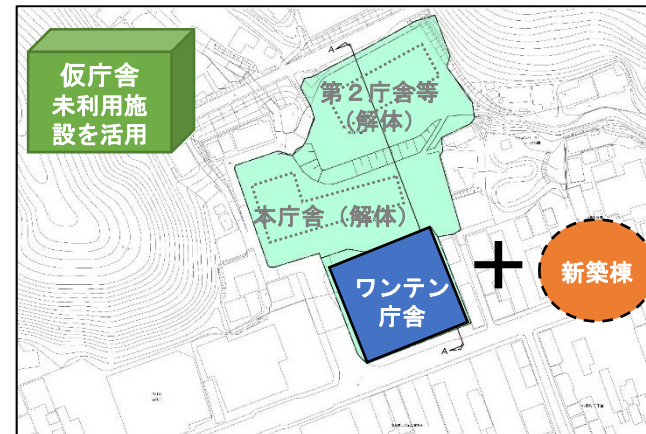 仮庁舎
未利用施
設を活用
第２庁舎等
（解体）
本庁舎（解体）
ワンテン
庁舎
＋
新築棟
A
A